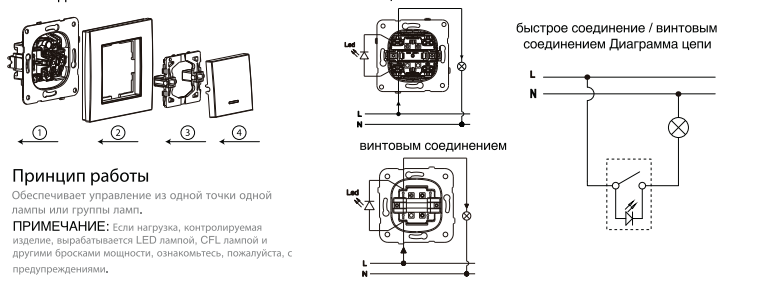 1 2 3 4
Принцип работы
Обеспечивает управление из одной точки одной
лампы или группы ламп.
ПРИМЕЧАНИЕ: Если нагрузка, контролируемая
изделие, вырабатывается LED лампой, CFL лампой и
другими бросками мощности, ознакомьтесь, пожалуйста, с
предупреждениями.
Led
L
N
винтовым соединением
Led
L
N
быстрое соединение / винтовым
соединением Диаграмма цепи
L
N